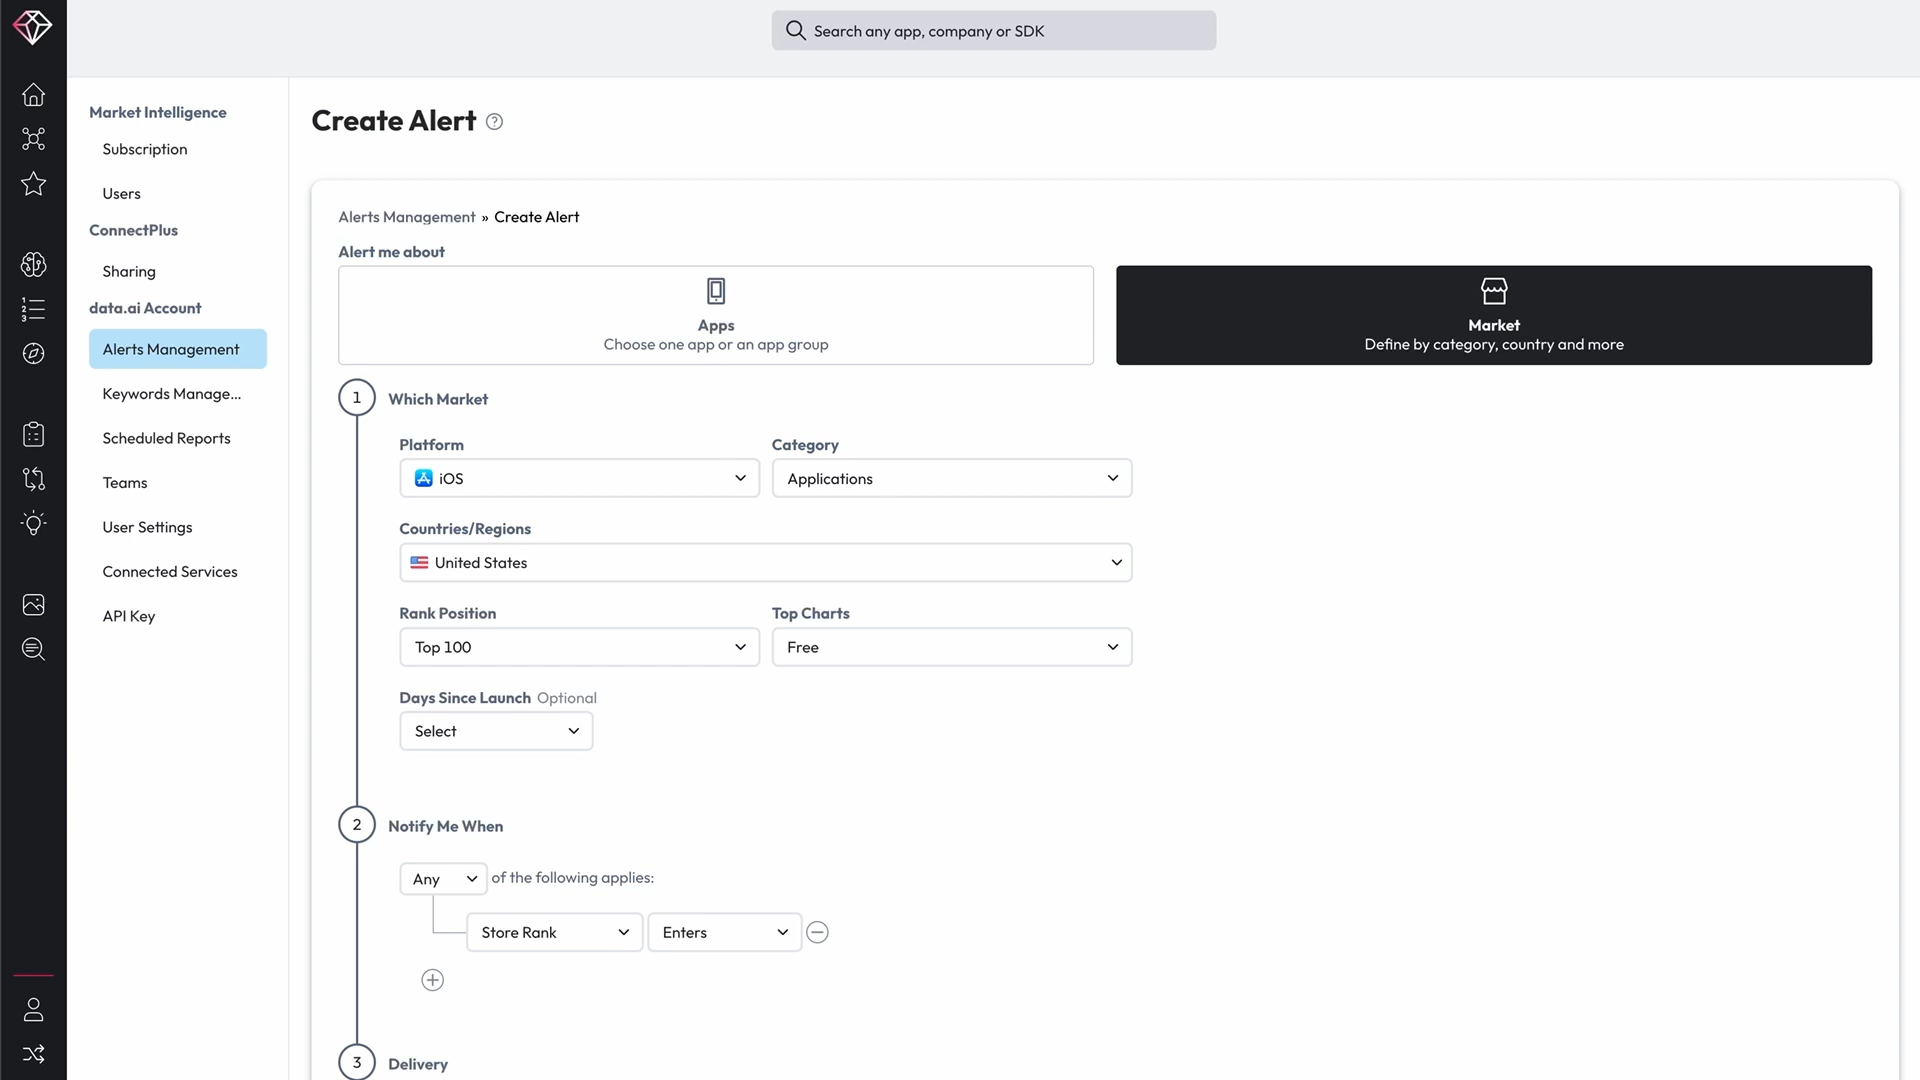 Search any app, company or SDK
Market Intelligence
Subscription
Users
ConnectPlus
Sharing
data.ai Account
Alerts Management
Keywords Manage...
Scheduled Reports
Teams
User Settings
Connected Services
API Key
Create Alert ?
Alerts Management » Create Alert
Alert me about
Apps
Choose one app or an app group
Market
Define by category, country and more
1 Which Market
Platform Category
iOS Applications
Countries/Regions
United States
Rank Position Top Charts
Top 100 Free
Days Since Launch Optional
Select
2 Notify Me When
Any of the following applies:
Store Rank Enters
3 Delivery